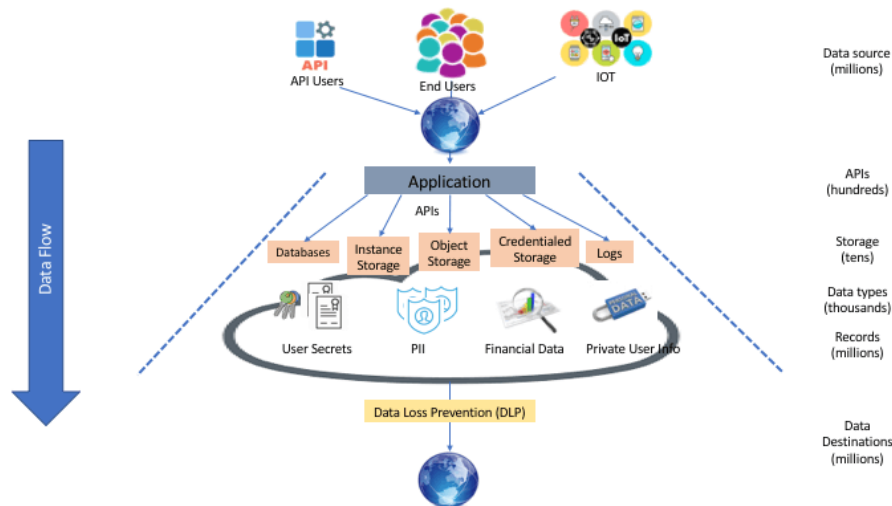 API
API Users
End Users
IoT
IOT
Data source
(millions)
Data Flow
Application
APIs
(hundreds)
APIs
Databases
Instance
Storage
Object
Storage
Credentialed
Storage
Logs
Storage
(tens)
DATA
Data types
(thousands)
User Secrets
PII
Financial Data
Private User Info
Records
(millions)
Data Loss Prevention (DLP)
Data
Destinations
(millions)